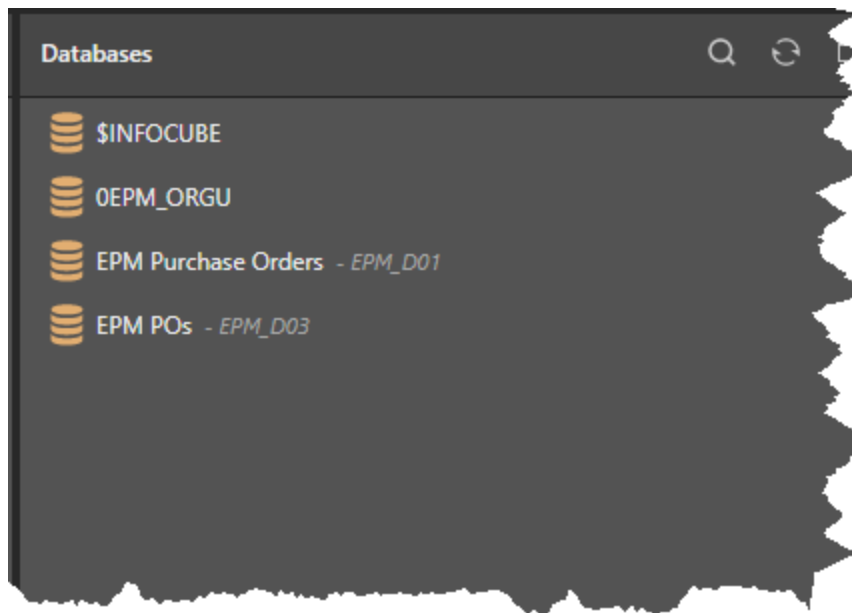 Databases
$INFOCUBE
0EPM_ORGU
EPM Purchase Orders - EPM_D01
EPM POs - EPM_D03